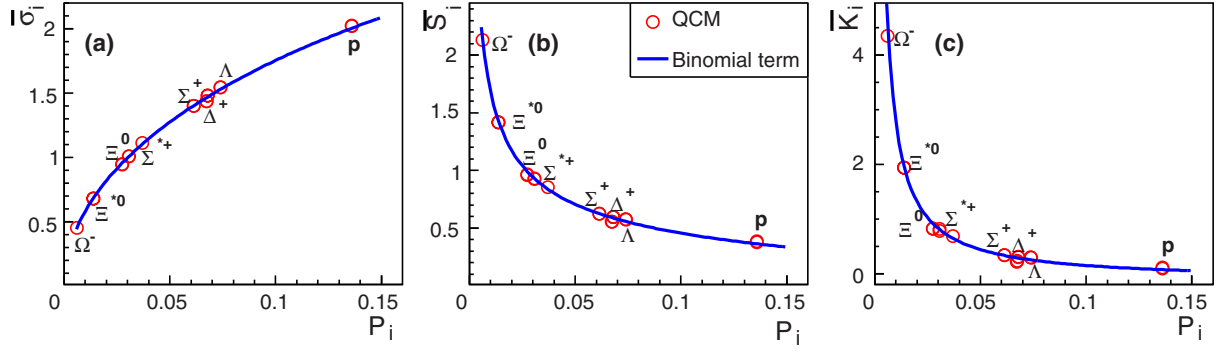 σ̄ᵢ
(a)
2
1.5
1
0.5
Ω⁻
Ξ*⁰
Ξ⁰
Σ*⁺
Σ⁺
Δ⁺
Λ
p
0 0.05 0.1 0.15
Pᵢ
S̄ᵢ
(b)
QCM
Binomial term
2
1.5
1
0.5
Ω⁻
Ξ*⁰
Ξ⁰
Σ*⁺
Σ⁺
Δ⁺
Λ
p
0 0.05 0.1 0.15
Pᵢ
K̄ᵢ
(c)
4
2
0
Ω⁻
Ξ*⁰
Ξ⁰
Σ*⁺
Σ⁺
Δ⁺
Λ
p
0 0.05 0.1 0.15
Pᵢ